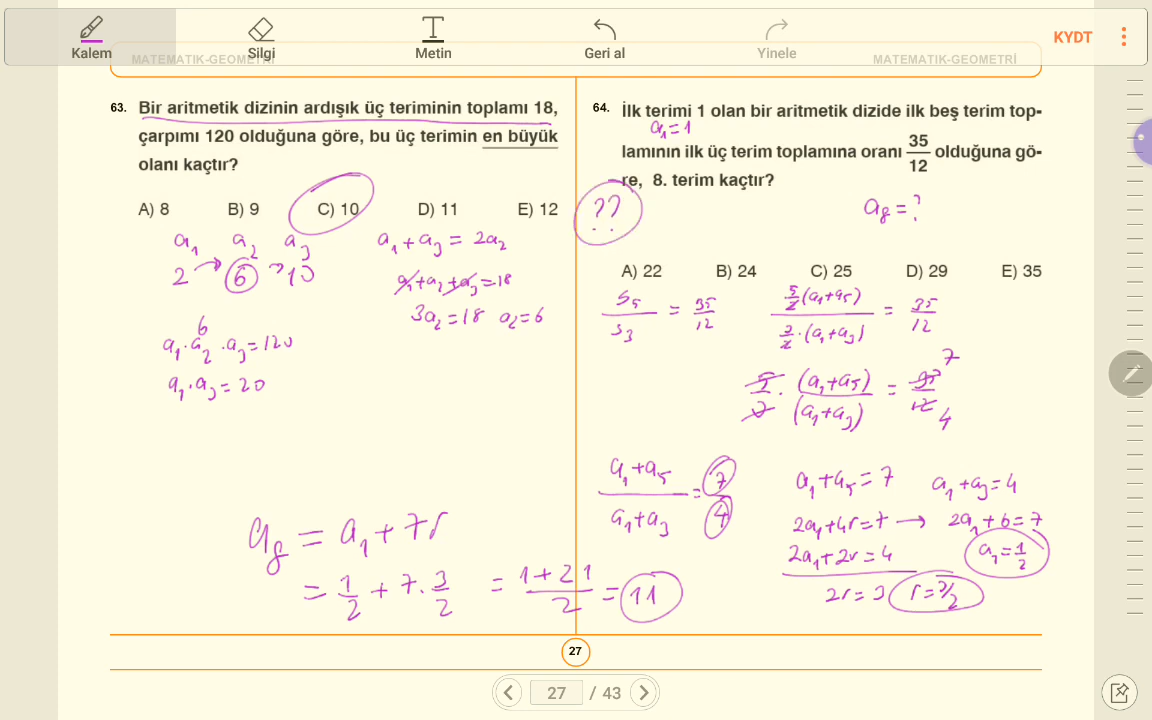 Kalem
Silgi
Metin
Geri al
Yinele
KYDT
MATEMATİK-GEOMETRİ
MATEMATİK-GEOMETRİ
63. Bir aritmetik dizinin ardışık üç teriminin toplamı 18,
çarpımı 120 olduğuna göre, bu üç terimin en büyük
olanı kaçtır?
A) 8 B) 9 C) 10 D) 11 E) 12
a₁ a₂ a₃
2 6 10
a₁ + a₃ = 2a₂
a₁ + a₂ + a₃ = 18
3a₂ = 18 a₂ = 6
6
a₁ · a₂ · a₃ = 120
a₁ · a₃ = 20
64. İlk terimi 1 olan bir aritmetik dizide ilk beş terim top-
a₁ = 1
lamının ilk üç terim toplamına oranı 35/12 olduğuna gö-
re, 8. terim kaçtır?
??
a₈ = ?
A) 22 B) 24 C) 25 D) 29 E) 35
S₅/S₃ = 35/12
5/2 (a₁+a₅) / 3/2 · (a₁+a₃) = 35/12
5/3 · (a₁+a₅)/(a₁+a₃) = 35/12 7 4
a₁+a₅ / a₁+a₃ = 7/4
a₁+a₅ = 7 a₁+a₃ = 4
2a₁+4r = 7 → 2a₁+6 = 7
2a₁+2r = 4 a₁ = 1/2
2r = 3 r = 3/2
a₈ = a₁ + 7r
= 1/2 + 7 · 3/2 = 1+21/2 = 11
27
27 / 43